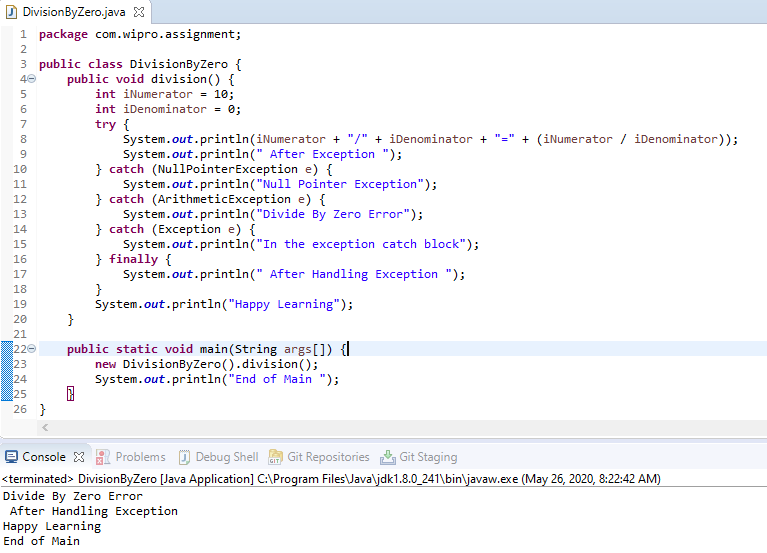 DivisionByZero.java
1 package com.wipro.assignment;
2
3 public class DivisionByZero {
4 public void division() {
5 int iNumerator = 10;
6 int iDenominator = 0;
7 try {
8 System.out.println(iNumerator + "/" + iDenominator + "=" + (iNumerator / iDenominator));
9 System.out.println(" After Exception ");
10 } catch (NullPointerException e) {
11 System.out.println("Null Pointer Exception");
12 } catch (ArithmeticException e) {
13 System.out.println("Divide By Zero Error");
14 } catch (Exception e) {
15 System.out.println("In the exception catch block");
16 } finally {
17 System.out.println(" After Handling Exception ");
18 }
19 System.out.println("Happy Learning");
20 }
21
22 public static void main(String args[]) {
23 new DivisionByZero().division();
24 System.out.println("End of Main ");
25 }
26 }
Console Problems Debug Shell Git Repositories Git Staging
<terminated> DivisionByZero [Java Application] C:\Program Files\Java\jdk1.8.0_241\bin\javaw.exe (May 26, 2020, 8:22:42 AM)
Divide By Zero Error
After Handling Exception
Happy Learning
End of Main